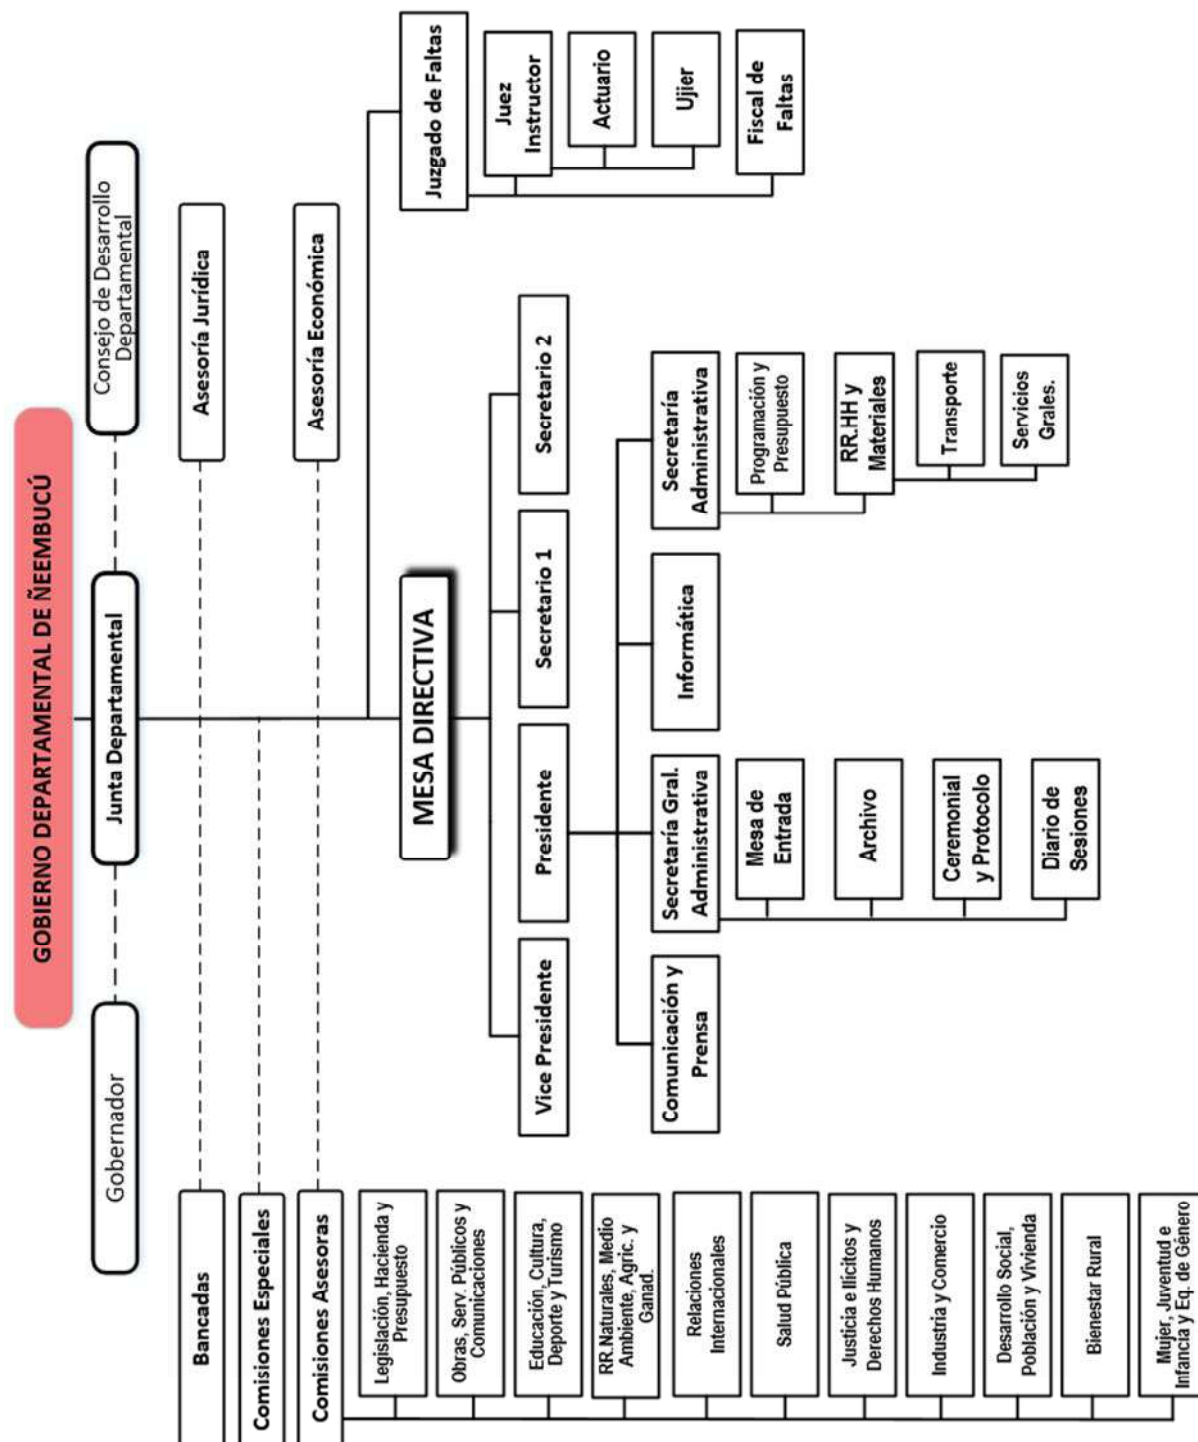 GOBIERNO DEPARTAMENTAL DE ÑEEMBUCÚ
Gobernador
Junta Departamental
Consejo de Desarrollo
Departamental
Bancadas
Asesoría Jurídica
Comisiones Especiales
Comisiones Asesoras
Asesoría Económica
Legislación, Hacienda y
Presupuesto
Obras, Serv. Públicos y
Comunicaciones
Educación, Cultura,
Deporte y Turismo
RR.Naturales, Medio
Ambiente, Agric. y
Ganad.
Relaciones
Internacionales
Salud Pública
Justicia e Ilícitos y
Derechos Humanos
Industria y Comercio
Desarrollo Social,
Población y Vivienda
Bienestar Rural
Mujer, Juventud e
Infancia y Eq. de Género
MESA DIRECTIVA
Vice Presidente
Presidente
Secretario 1
Secretario 2
Comunicación y
Prensa
Secretaría Gral.
Administrativa
Mesa de
Entrada
Archivo
Ceremonial
y Protocolo
Diario de
Sesiones
Informática
Secretaría
Administrativa
Programación y
Presupuesto
RR.HH y
Materiales
Transporte
Servicios
Grales.
Juzgado de Faltas
Juez
Instructor
Actuario
Ujier
Fiscal de
Faltas